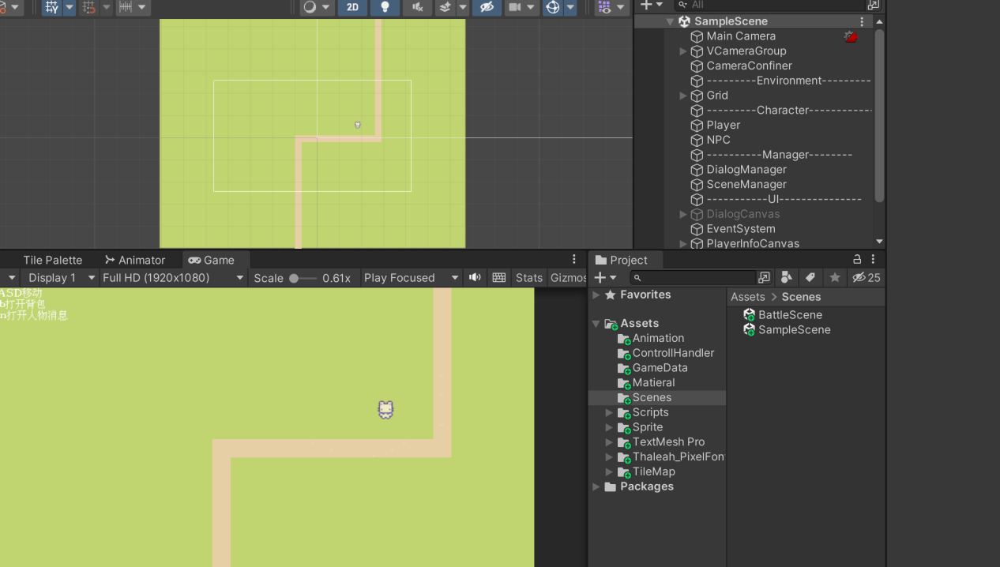 2D
All
SampleScene
Main Camera
VCameraGroup
CameraConfiner
---------Environment---------
Grid
----------Character------------
Player
NPC
----------Manager--------
DialogManager
SceneManager
-----------UI---------------
DialogCanvas
EventSystem
PlayerInfoCanvas
Tile Palette
Animator
Game
Display 1
Full HD (1920x1080)
Scale
0.61x
Play Focused
Stats
Gizmos
ASD移动
b打开背包
n打开人物消息
Project
25
Favorites
Assets
Animation
ControllHandler
GameData
Matieral
Scenes
Scripts
Sprite
TextMesh Pro
Thaleah_PixelFon
TileMap
Packages
Assets > Scenes
BattleScene
SampleScene